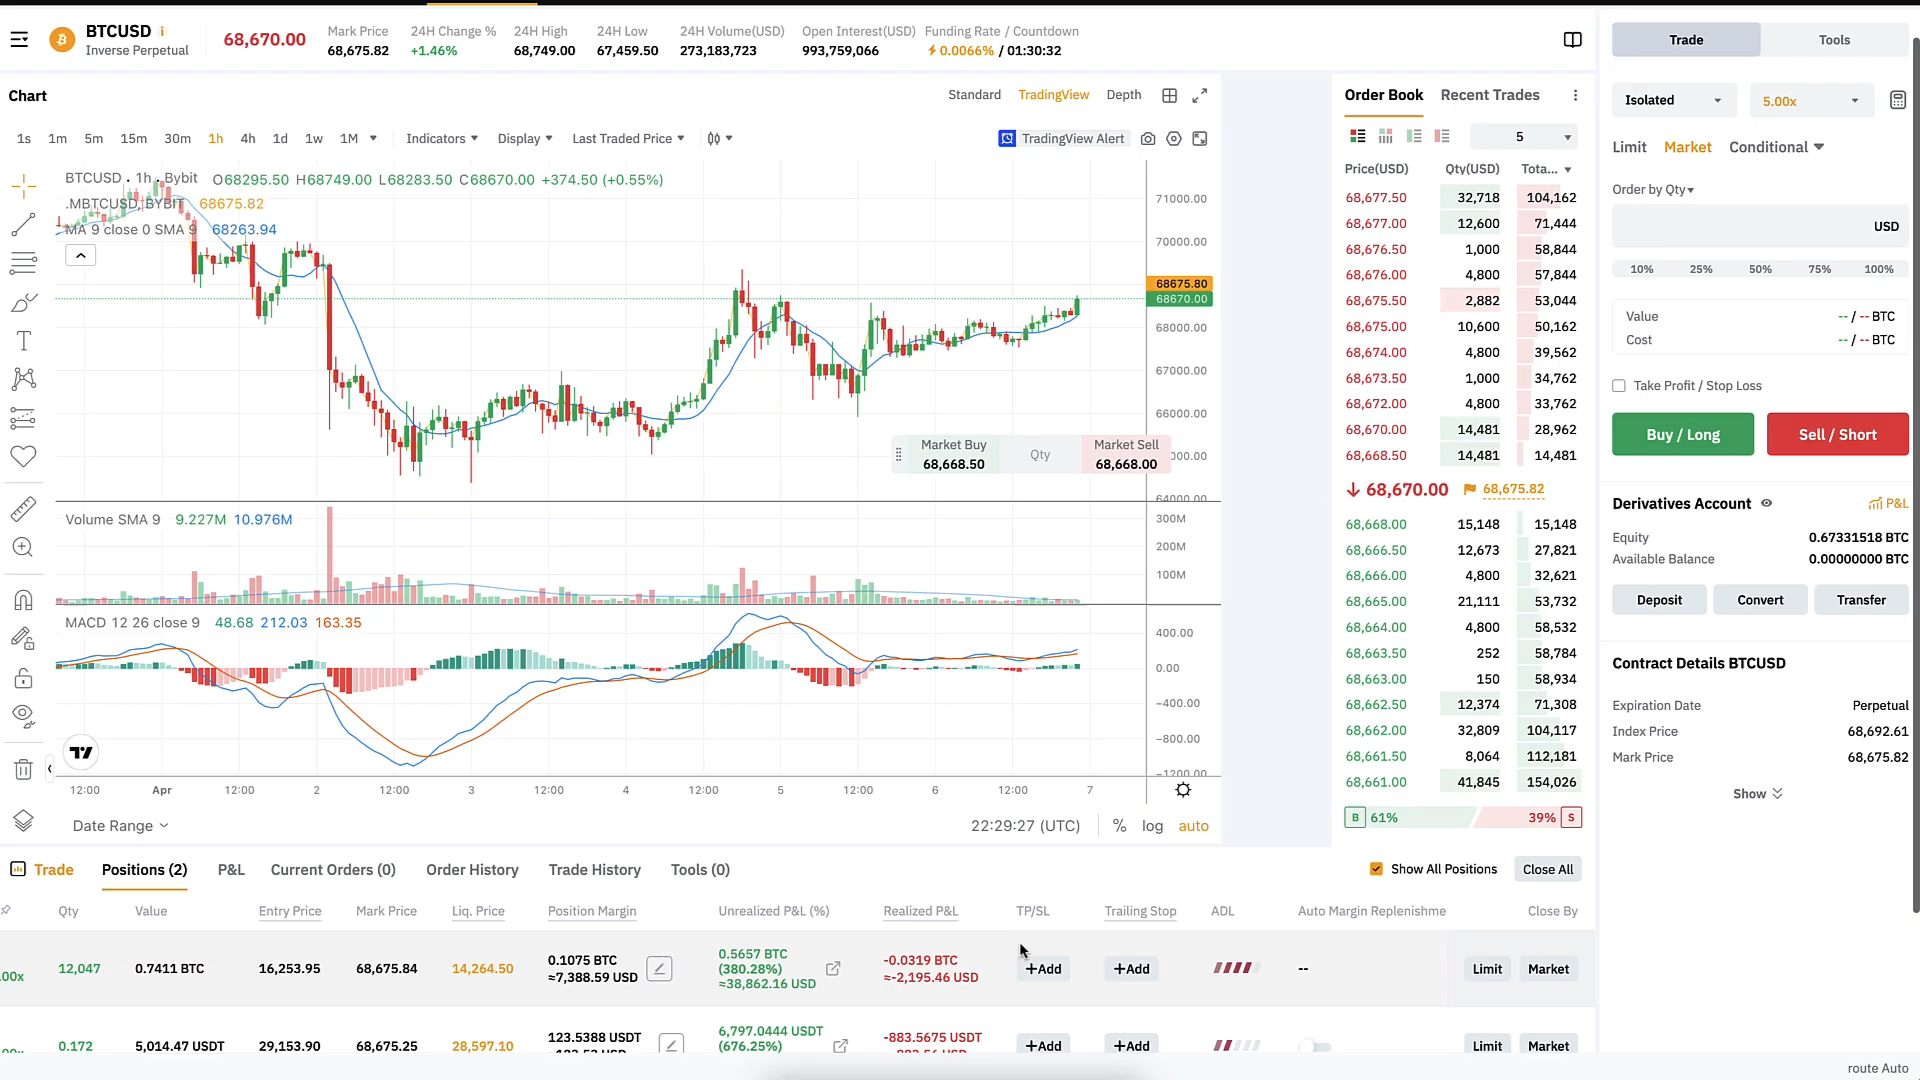 BTCUSD i
Inverse Perpetual
68,670.00
Mark Price
68,675.82
24H Change %
+1.46%
24H High
68,749.00
24H Low
67,459.50
24H Volume(USD)
273,183,723
Open Interest(USD)
993,759,066
Funding Rate / Countdown
0.0066% / 01:30:32
Trade Tools
Chart
Standard TradingView Depth
1s 1m 5m 15m 30m 1h 4h 1d 1w 1M Indicators Display Last Traded Price
TradingView Alert
BTCUSD · 1h · Bybit O68295.50 H68749.00 L68283.50 C68670.00 +374.50 (+0.55%)
.MBTCUSD, BYBIT 68675.82
MA 9 close 0 SMA 9 68263.94
71000.00
70000.00
68675.80
68670.00
68000.00
67000.00
66000.00
000.00
64000.00
Market Buy
68,668.50
Qty
Market Sell
68,668.00
Volume SMA 9 9.227M 10.976M
300M
200M
100M
MACD 12 26 close 9 48.68 212.03 163.35
400.00
0.00
-400.00
-800.00
-1200.00
12:00 Apr 12:00 2 12:00 3 12:00 4 12:00 5 12:00 6 12:00 7
Date Range
22:29:27 (UTC) % log auto
Order Book Recent Trades
5
Price(USD) Qty(USD) Tota...
68,677.50 32,718 104,162
68,677.00 12,600 71,444
68,676.50 1,000 58,844
68,676.00 4,800 57,844
68,675.50 2,882 53,044
68,675.00 10,600 50,162
68,674.00 4,800 39,562
68,673.50 1,000 34,762
68,672.00 4,800 33,762
68,670.00 14,481 28,962
68,668.50 14,481 14,481
68,670.00 68,675.82
68,668.00 15,148 15,148
68,666.50 12,673 27,821
68,666.00 4,800 32,621
68,665.00 21,111 53,732
68,664.00 4,800 58,532
68,663.50 252 58,784
68,663.00 150 58,934
68,662.50 12,374 71,308
68,662.00 32,809 104,117
68,661.50 8,064 112,181
68,661.00 41,845 154,026
B 61% 39% S
Isolated 5.00x
Limit Market Conditional
Order by Qty
USD
10% 25% 50% 75% 100%
Value -- / -- BTC
Cost -- / -- BTC
Take Profit / Stop Loss
Buy / Long Sell / Short
Derivatives Account P&L
Equity 0.67331518 BTC
Available Balance 0.00000000 BTC
Deposit Convert Transfer
Contract Details BTCUSD
Expiration Date Perpetual
Index Price 68,692.61
Mark Price 68,675.82
Show
Trade Positions (2) P&L Current Orders (0) Order History Trade History Tools (0)
Show All Positions Close All
Qty Value Entry Price Mark Price Liq. Price Position Margin Unrealized P&L (%) Realized P&L TP/SL Trailing Stop ADL Auto Margin Replenishme Close By
00x 12,047 0.7411 BTC 16,253.95 68,675.84 14,264.50
0.1075 BTC
≈7,388.59 USD
0.5657 BTC
(380.28%)
≈38,862.16 USD
-0.0319 BTC
≈-2,195.46 USD
+Add +Add -- Limit Market
0.172 5,014.47 USDT 29,153.90 68,675.25 28,597.10
123.5388 USDT
6,797.0444 USDT
(676.25%)
-883.5675 USDT
+Add +Add Limit Market
route Auto